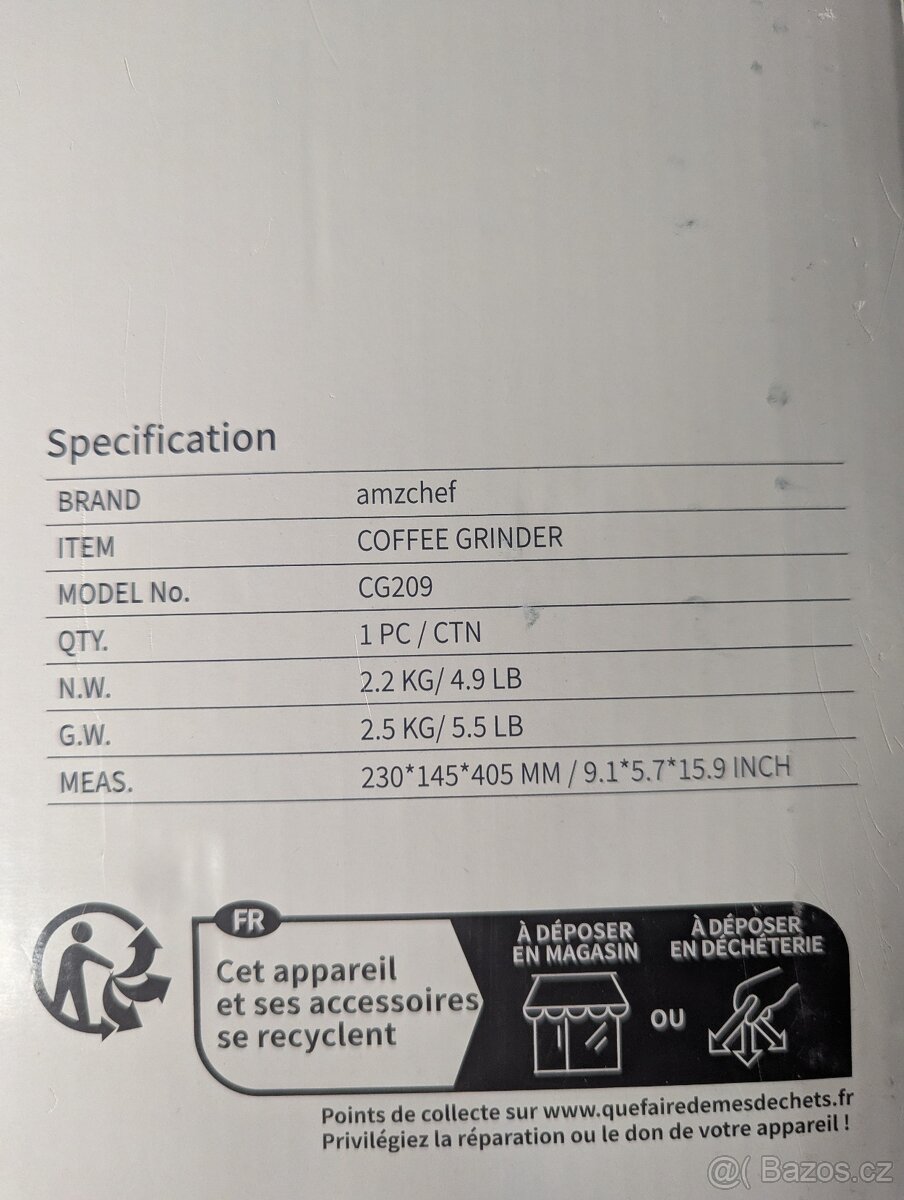 Specification
BRAND amzchef
ITEM COFFEE GRINDER
MODEL No. CG209
QTY. 1 PC / CTN
N.W. 2.2 KG/ 4.9 LB
G.W. 2.5 KG/ 5.5 LB
MEAS. 230*145*405 MM / 9.1*5.7*15.9 INCH
FR
Cet appareil
et ses accessoires
se recyclent
À DÉPOSER
EN MAGASIN
OU
À DÉPOSER
EN DÉCHÉTERIE
Points de collecte sur www.quefairedemesdechets.fr
Privilégiez la réparation ou le don de votre appareil !
@( Bazos.cz